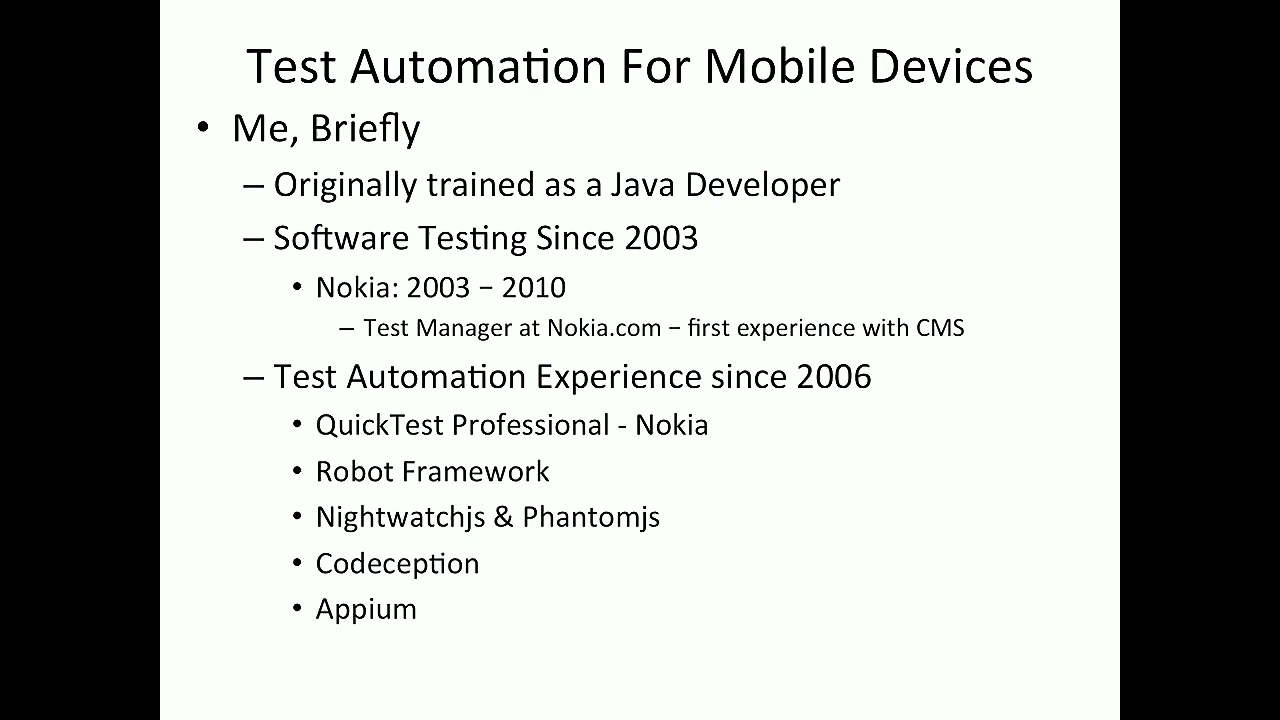 Test Automation For Mobile Devices
• Me, Briefly
– Originally trained as a Java Developer
– Software Testing Since 2003
• Nokia: 2003 – 2010
– Test Manager at Nokia.com – first experience with CMS
– Test Automation Experience since 2006
• QuickTest Professional - Nokia
• Robot Framework
• Nightwatchjs & Phantomjs
• Codeception
• Appium